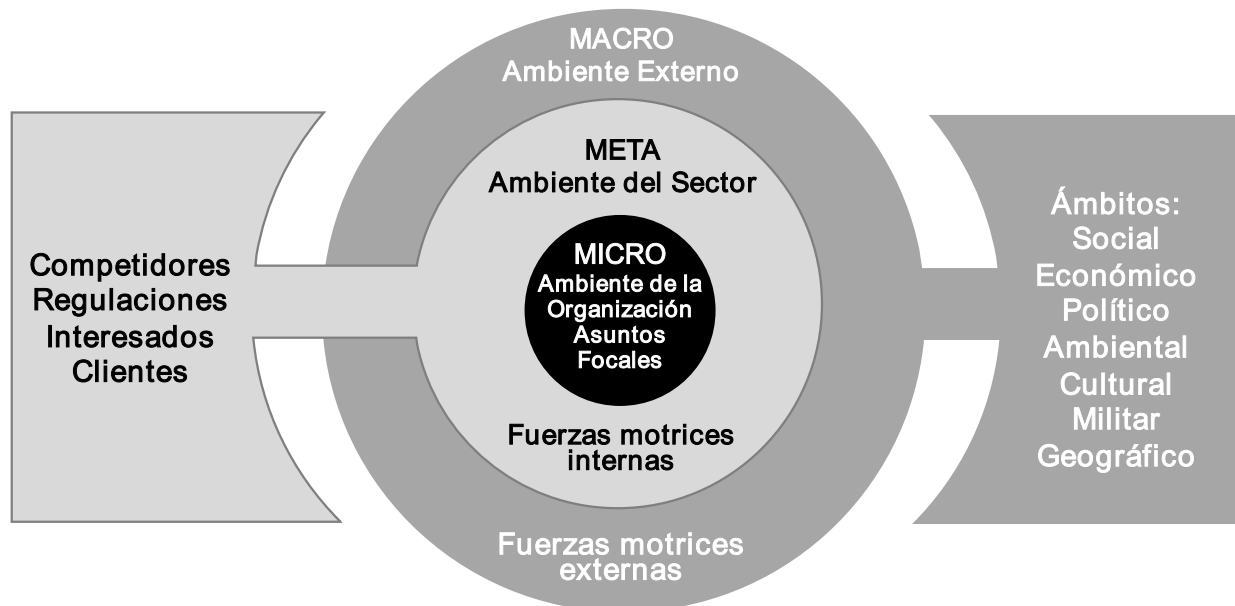 MACRO
Ambiente Externo
META
Ambiente del Sector
MICRO
Ambiente de la
Organización
Asuntos
Focales
Fuerzas motrices
internas
Fuerzas motrices
externas
Competidores
Regulaciones
Interesados
Clientes
Ámbitos:
Social
Económico
Político
Ambiental
Cultural
Militar
Geográfico